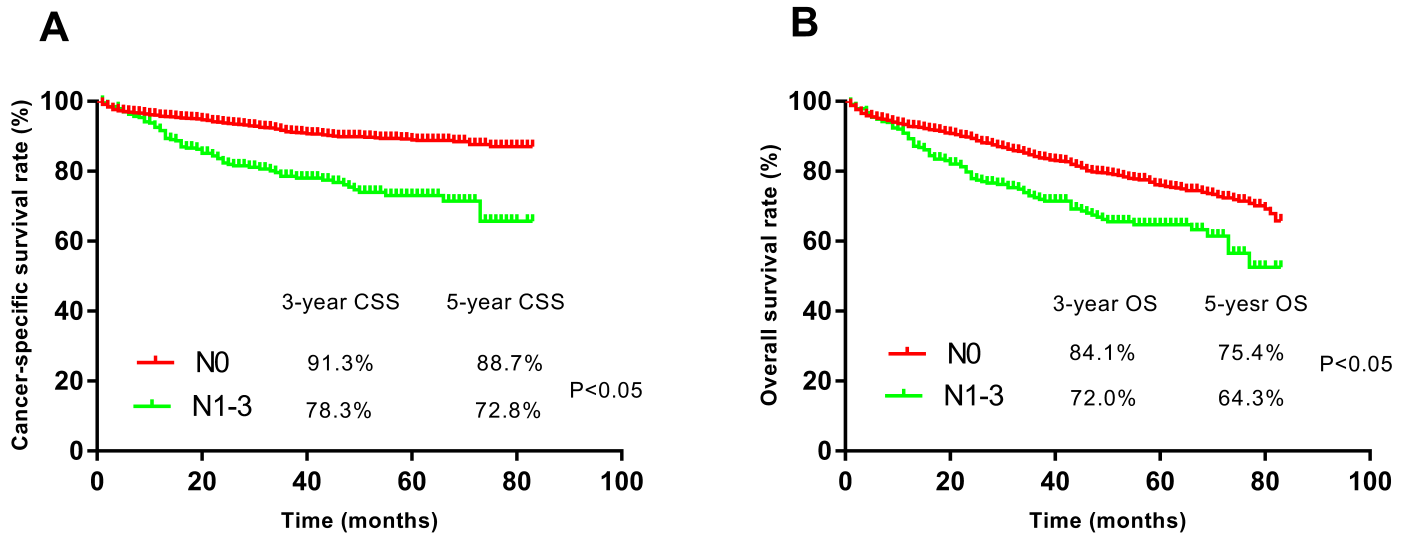 A
Cancer-specific survival rate (%)
100
80
60
40
20
0
0 20 40 60 80 100
Time (months)
3-year CSS 5-year CSS
N0 91.3% 88.7%
N1-3 78.3% 72.8%
P<0.05
B
Overall survival rate (%)
100
80
60
40
20
0
0 20 40 60 80 100
Time (months)
3-year OS 5-yesr OS
N0 84.1% 75.4%
N1-3 72.0% 64.3%
P<0.05